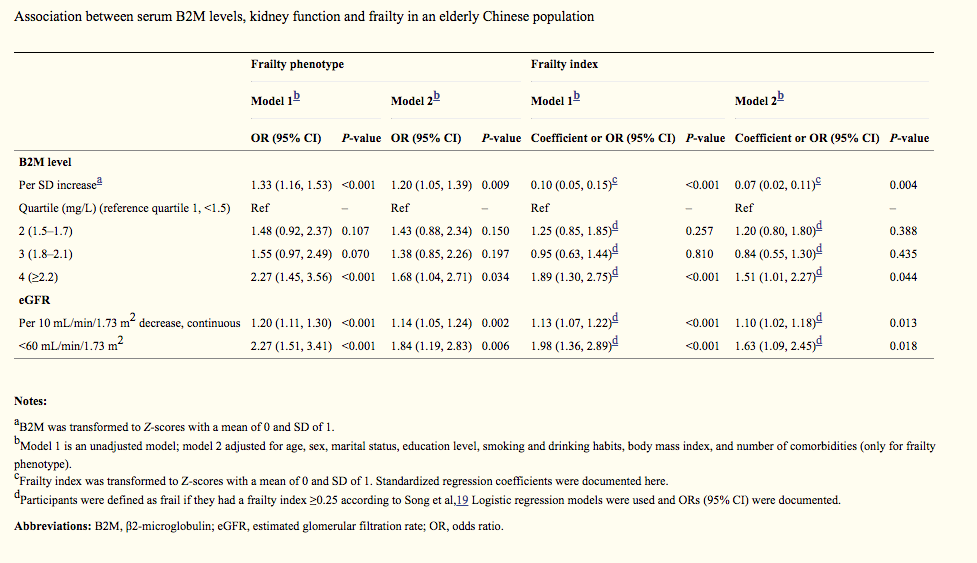 Association between serum B2M levels, kidney function and frailty in an elderly Chinese population
Frailty phenotype Frailty index
Model 1b Model 2b Model 1b Model 2b
OR (95% CI) P-value OR (95% CI) P-value Coefficient or OR (95% CI) P-value Coefficient or OR (95% CI) P-value
B2M level
Per SD increasea 1.33 (1.16, 1.53) <0.001 1.20 (1.05, 1.39) 0.009 0.10 (0.05, 0.15)c <0.001 0.07 (0.02, 0.11)c 0.004
Quartile (mg/L) (reference quartile 1, <1.5) Ref – Ref – Ref – Ref –
2 (1.5–1.7) 1.48 (0.92, 2.37) 0.107 1.43 (0.88, 2.34) 0.150 1.25 (0.85, 1.85)d 0.257 1.20 (0.80, 1.80)d 0.388
3 (1.8–2.1) 1.55 (0.97, 2.49) 0.070 1.38 (0.85, 2.26) 0.197 0.95 (0.63, 1.44)d 0.810 0.84 (0.55, 1.30)d 0.435
4 (≥2.2) 2.27 (1.45, 3.56) <0.001 1.68 (1.04, 2.71) 0.034 1.89 (1.30, 2.75)d <0.001 1.51 (1.01, 2.27)d 0.044
eGFR
Per 10 mL/min/1.73 m2 decrease, continuous 1.20 (1.11, 1.30) <0.001 1.14 (1.05, 1.24) 0.002 1.13 (1.07, 1.22)d <0.001 1.10 (1.02, 1.18)d 0.013
<60 mL/min/1.73 m2 2.27 (1.51, 3.41) <0.001 1.84 (1.19, 2.83) 0.006 1.98 (1.36, 2.89)d <0.001 1.63 (1.09, 2.45)d 0.018
Notes:
aB2M was transformed to Z-scores with a mean of 0 and SD of 1.
bModel 1 is an unadjusted model; model 2 adjusted for age, sex, marital status, education level, smoking and drinking habits, body mass index, and number of comorbidities (only for frailty
phenotype).
cFrailty index was transformed to Z-scores with a mean of 0 and SD of 1. Standardized regression coefficients were documented here.
dParticipants were defined as frail if they had a frailty index ≥0.25 according to Song et al,19 Logistic regression models were used and ORs (95% CI) were documented.
Abbreviations: B2M, β2-microglobulin; eGFR, estimated glomerular filtration rate; OR, odds ratio.